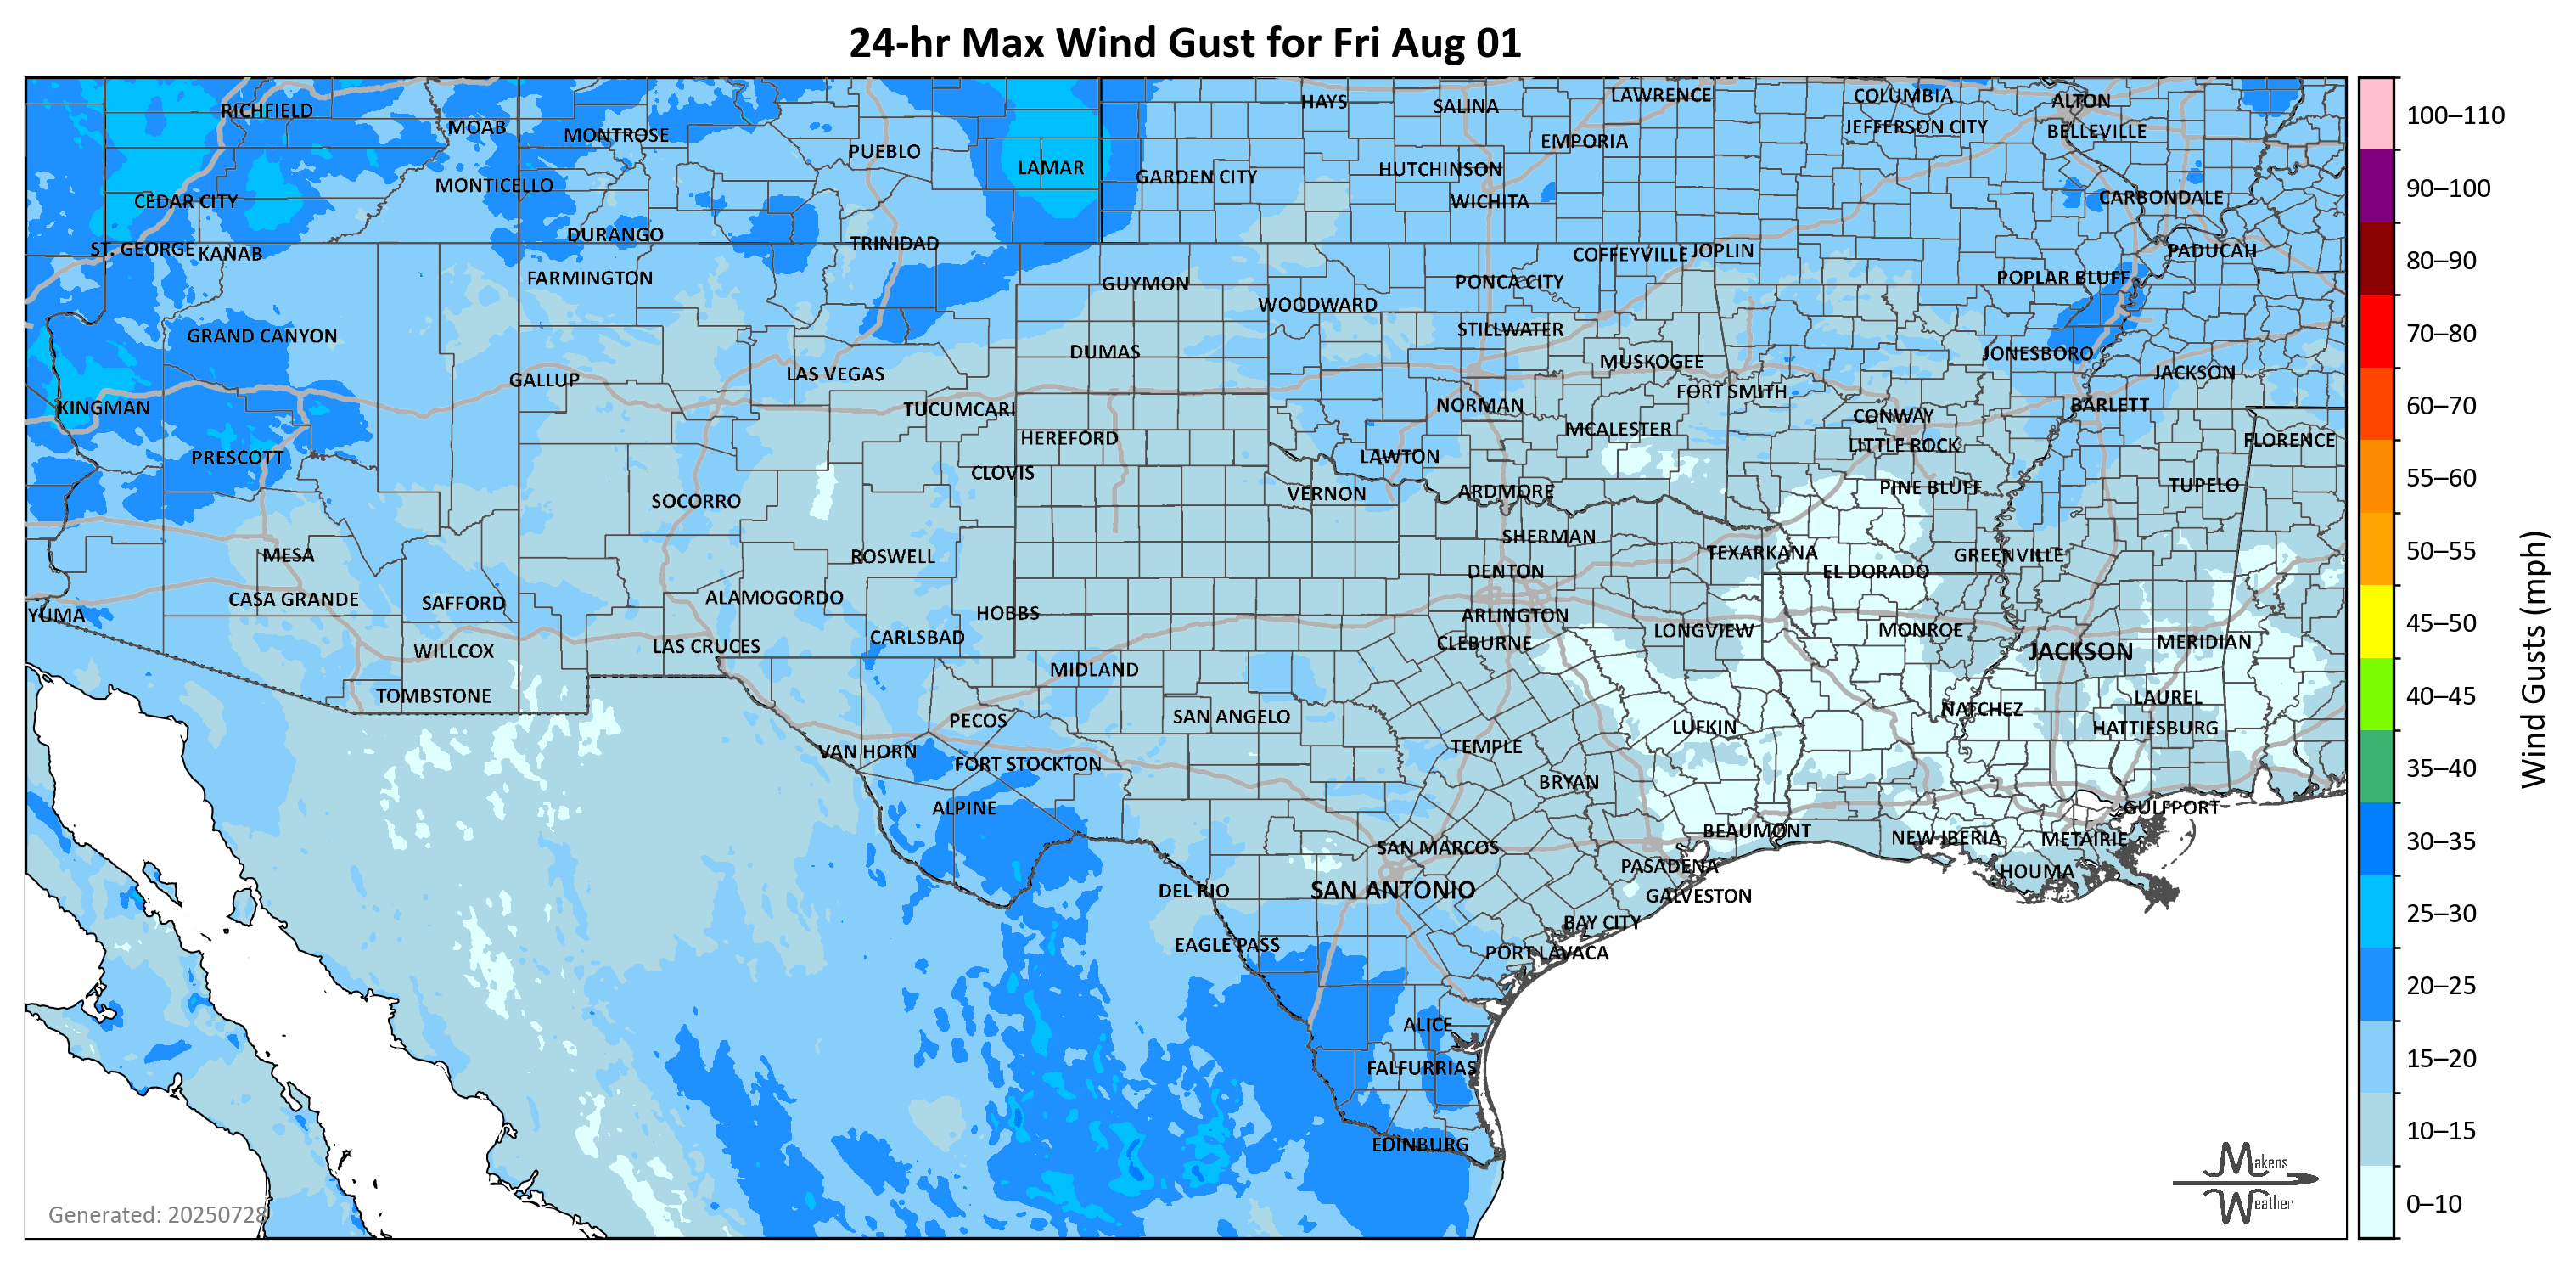 24-hr Max Wind Gust for Fri Aug 01
RICHFIELD
MOAB
MONTROSE
PUEBLO
LAMAR
HAYS
SALINA
LAWRENCE
COLUMBIA
ALTON
JEFFERSON CITY
BELLEVILLE
EMPORIA
HUTCHINSON
GARDEN CITY
MONTICELLO
CEDAR CITY
WICHITA
CARBONDALE
DURANGO
TRINIDAD
ST. GEORGE
KANAB
COFFEYVILLE
JOPLIN
PADUCAH
FARMINGTON
GUYMON
PONCA CITY
POPLAR BLUFF
WOODWARD
GRAND CANYON
STILLWATER
DUMAS
JONESBORO
MUSKOGEE
GALLUP
LAS VEGAS
JACKSON
FORT SMITH
KINGMAN
TUCUMCARI
NORMAN
BARLETT
CONWAY
MCALESTER
HEREFORD
LITTLE ROCK
FLORENCE
PRESCOTT
LAWTON
CLOVIS
TUPELO
PINE BLUFF
SOCORRO
VERNON
ARDMORE
SHERMAN
MESA
ROSWELL
TEXARKANA
GREENVILLE
DENTON
EL DORADO
CASA GRANDE
SAFFORD
ALAMOGORDO
HOBBS
YUMA
ARLINGTON
CARLSBAD
CLEBURNE
LONGVIEW
MONROE
MERIDIAN
LAS CRUCES
WILLCOX
JACKSON
MIDLAND
TOMBSTONE
LAUREL
NATCHEZ
PECOS
SAN ANGELO
LUFKIN
HATTIESBURG
VAN HORN
TEMPLE
FORT STOCKTON
BRYAN
ALPINE
GULFPORT
BEAUMONT
NEW IBERIA
METAIRIE
SAN MARCOS
PASADENA
HOUMA
DEL RIO
SAN ANTONIO
GALVESTON
BAY CITY
EAGLE PASS
PORT LAVACA
ALICE
FALFURRIAS
EDINBURG
Generated: 20250728
Makens
Weather
100–110
90–100
80–90
70–80
60–70
55–60
50–55
45–50
40–45
35–40
30–35
25–30
20–25
15–20
10–15
0–10
Wind Gusts (mph)